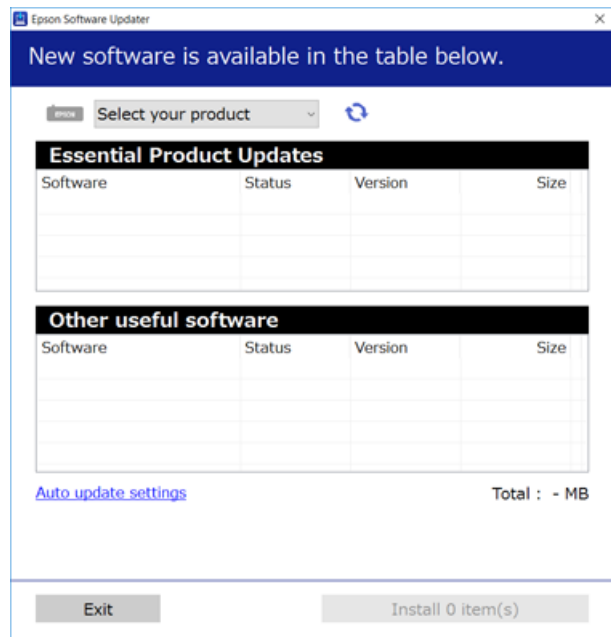 Epson Software Updater
New software is available in the table below.
EPSON Select your product
Essential Product Updates
Software Status Version Size
Other useful software
Software Status Version Size
Auto update settings Total : - MB
Exit Install 0 item(s)